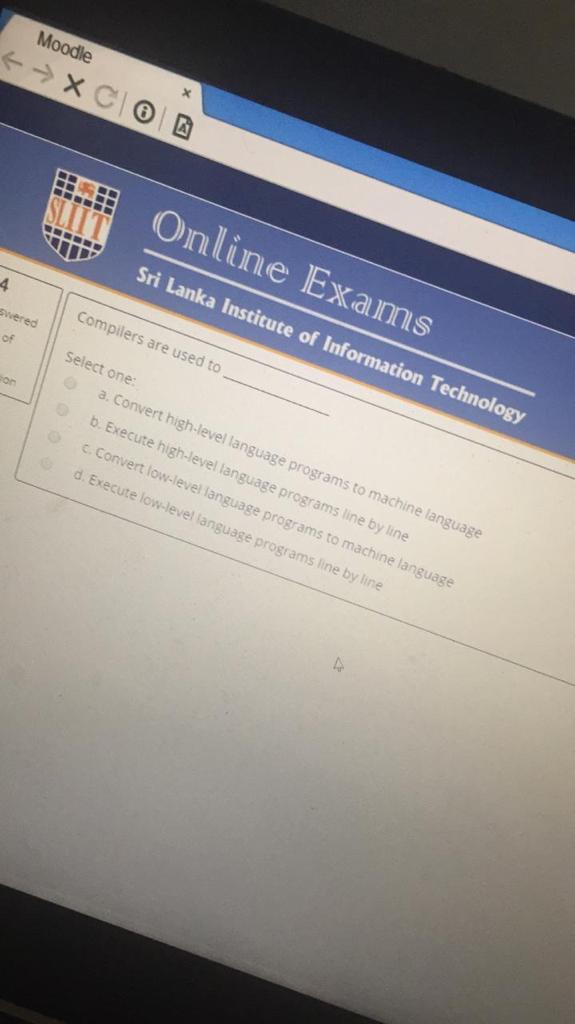 Moodle
SLIIT
Online Exams
Sri Lanka Institute of Information Technology
4
swered
of
ion
Compilers are used to ____________
Select one:
a. Convert high-level language programs to machine language
b. Execute high-level language programs line by line
c. Convert low-level language programs to machine language
d. Execute low-level language programs line by line